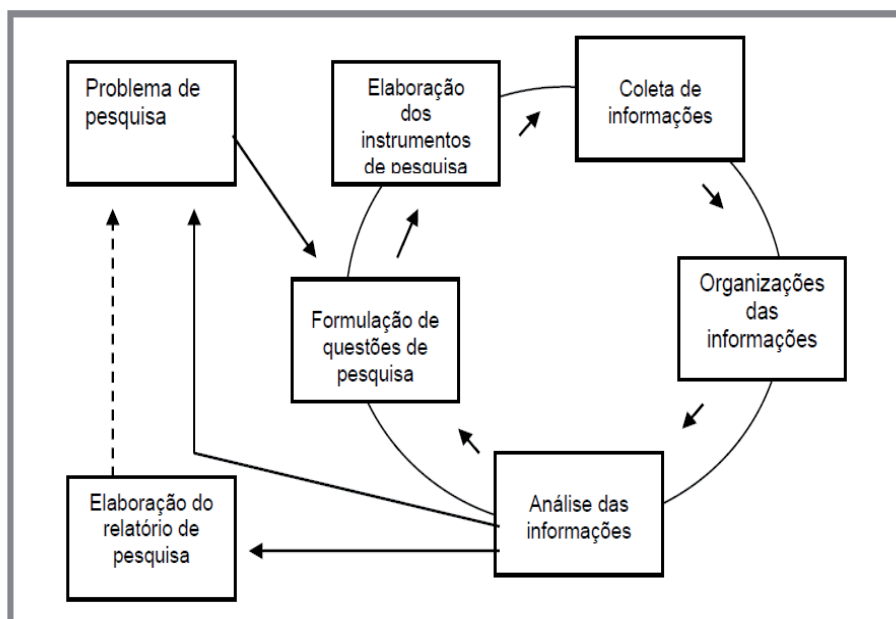 Problema de
pesquisa
Elaboração
dos
instrumentos
de pesquisa
Coleta de
informações
Organizações
das
informações
Formulação de
questões de
pesquisa
Análise das
informações
Elaboração do
relatório de
pesquisa